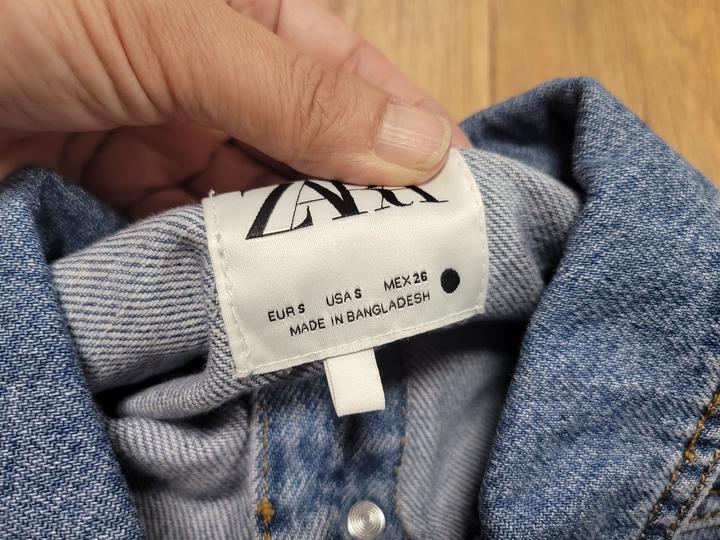 ZARA
EUR S USA S MEX 26
MADE IN BANGLADESH